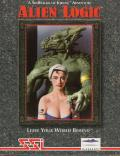 A SKYREALMS OF JORUNE ADVENTURE
ALIEN LOGIC
LEAVE YOUR WORLD BEHIND
SSI